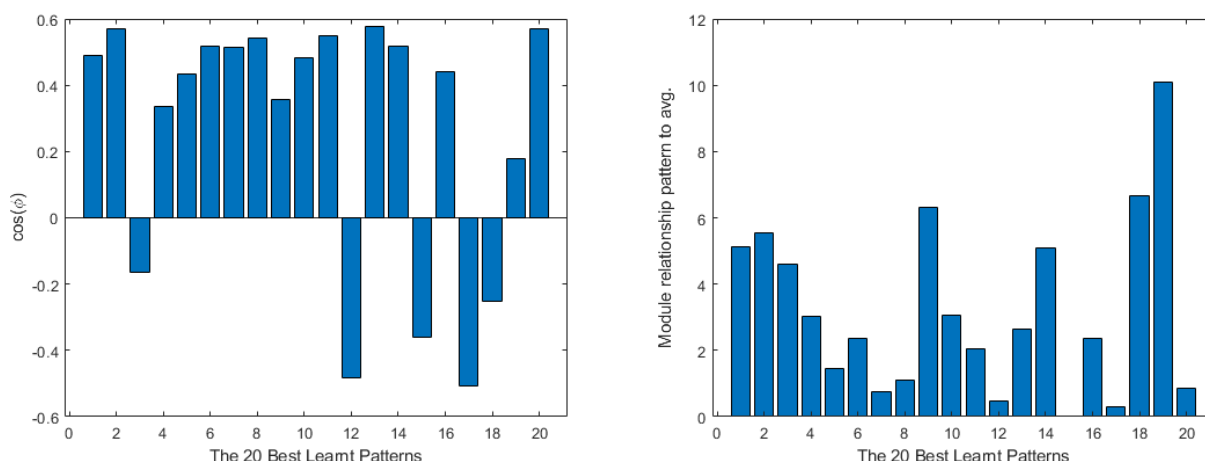 0.6
0.4
0.2
0
-0.2
-0.4
-0.6
cos(ϕ)
0 2 4 6 8 10 12 14 16 18 20
The 20 Best Learnt Patterns
12
10
8
6
4
2
0
Module relationship pattern to avg.
0 2 4 6 8 10 12 14 16 18 20
The 20 Best Learnt Patterns